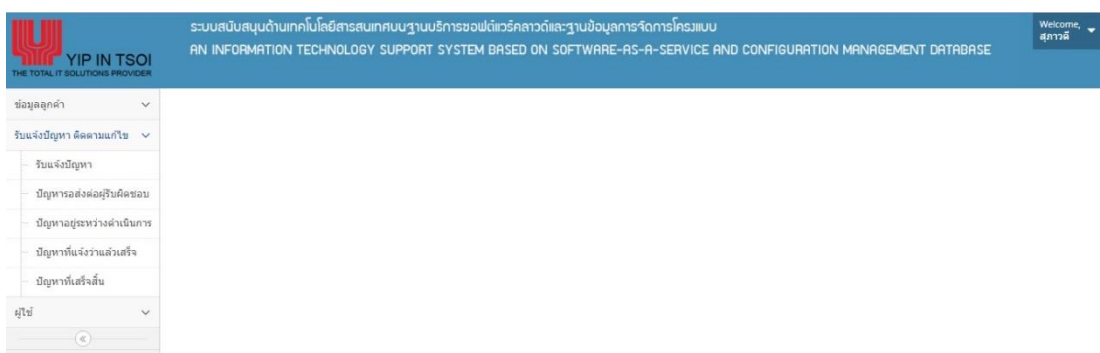 ระบบสนับสนุนด้านเทคโนโลยีสารสนเทศบนฐานบริการซอฟต์แวร์คลาวด์และฐานข้อมูลการจัดการโครงแบบ
AN INFORMATION TECHNOLOGY SUPPORT SYSTEM BASED ON SOFTWARE-AS-A-SERVICE AND CONFIGURATION MANAGEMENT DATABASE
Welcome,
สุภาวดี
YIP IN TSOI
THE TOTAL IT SOLUTIONS PROVIDER
ข้อมูลลูกค้า
รับแจ้งปัญหา ติดตามแก้ไข
รับแจ้งปัญหา
ปัญหารอส่งต่อผู้รับผิดชอบ
ปัญหาอยู่ระหว่างดำเนินการ
ปัญหาที่แจ้งว่าแล้วเสร็จ
ปัญหาที่เสร็จสิ้น
ผู้ใช้